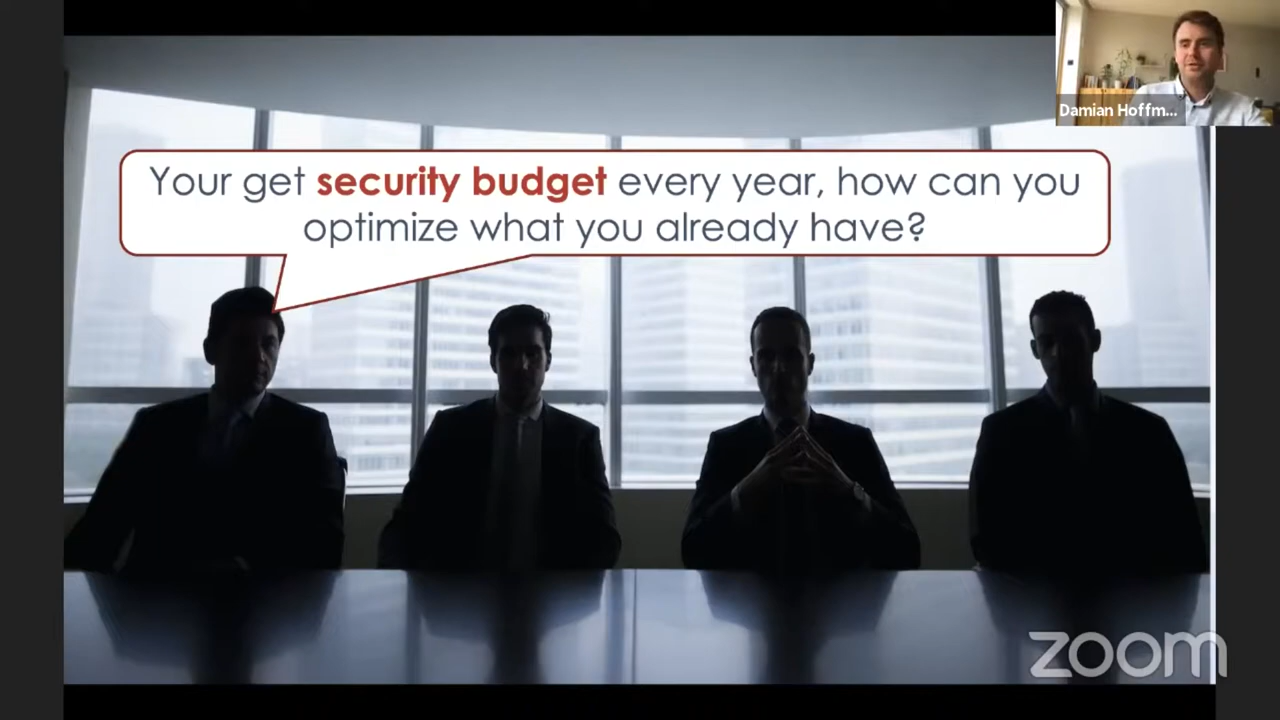 Damian Hoffm...
Your get security budget every year, how can you
optimize what you already have?
zoom